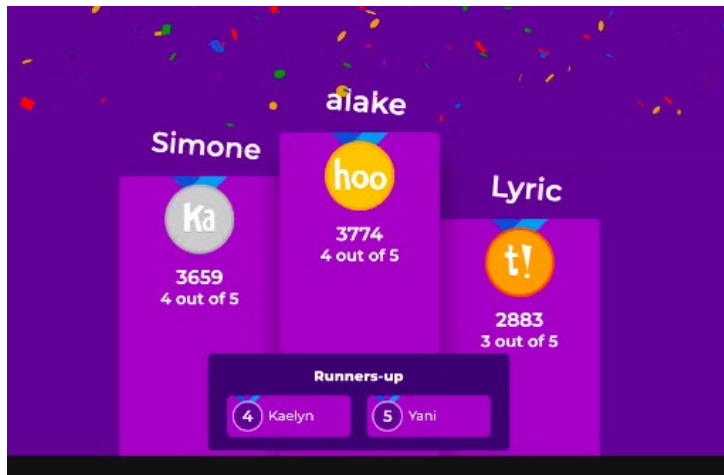 alake
Simone
Lyric
Ka
hoo
t!
3774
4 out of 5
3659
4 out of 5
2883
3 out of 5
Runners-up
4 Kaelyn
5 Yani